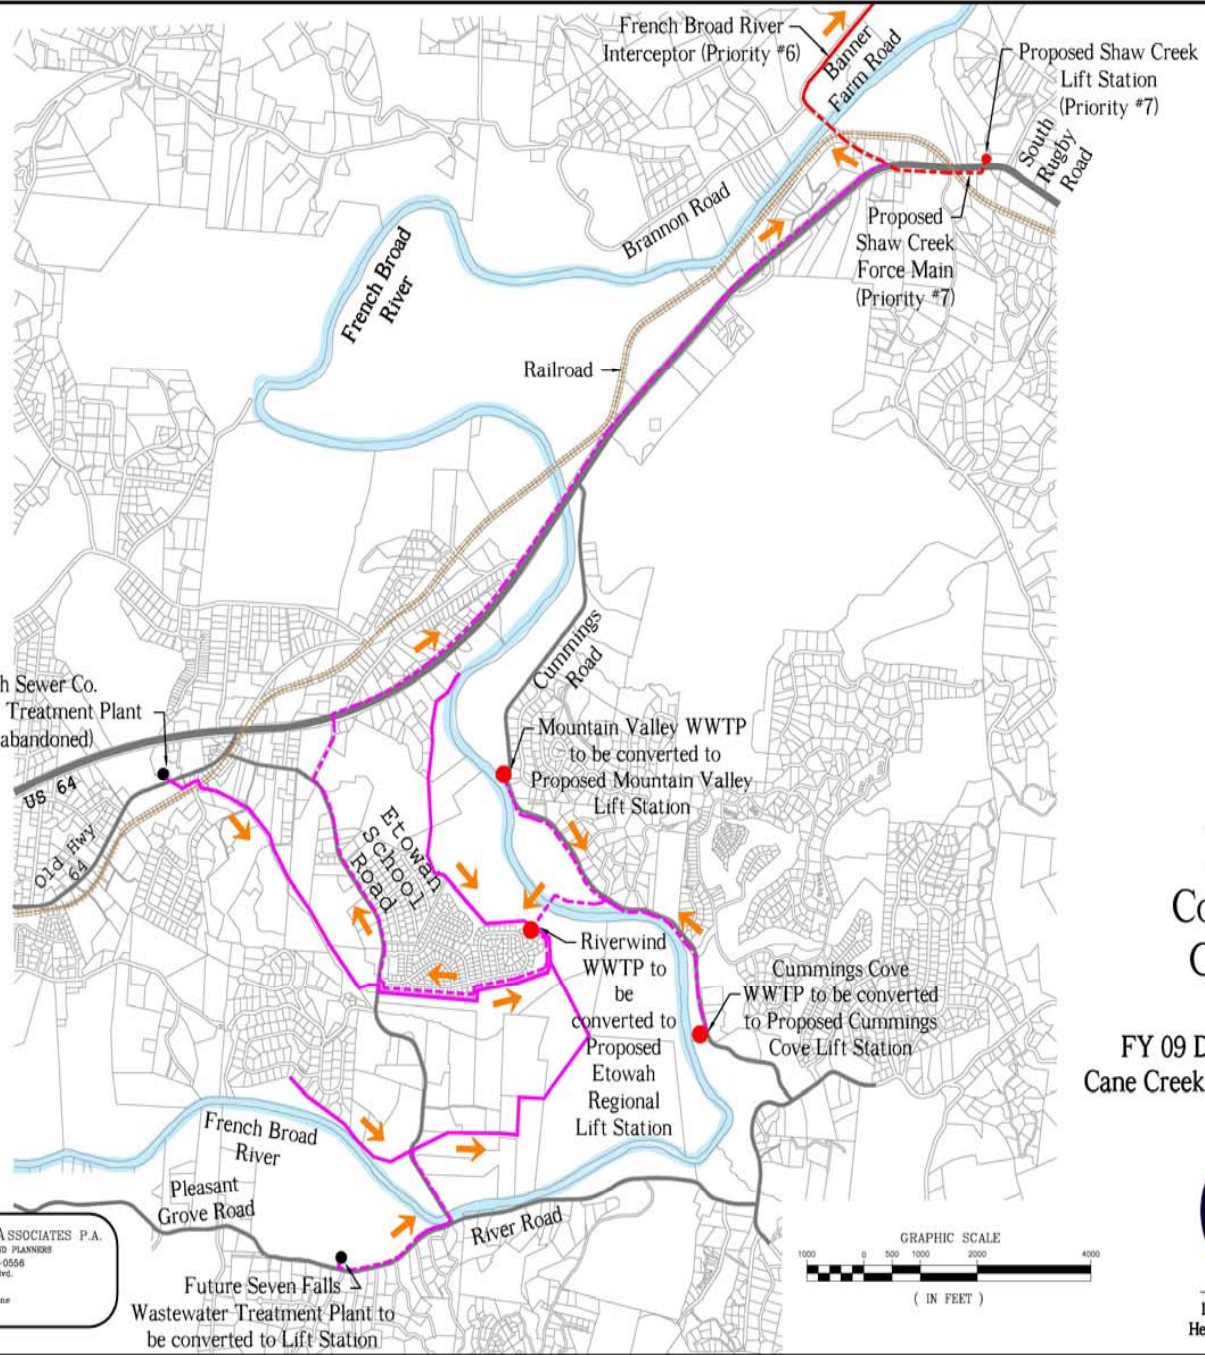 French Broad River
Interceptor (Priority #6)
Banner
Farm Road
Proposed Shaw Creek
Lift Station
(Priority #7)
South
Rugby
Road
Brannon Road
Proposed
Shaw Creek
Force Main
(Priority #7)
French Broad
River
Railroad
Cummings
Road
h Sewer Co.
Treatment Plant
abandoned)
US 64
Old Hwy
64
Mountain Valley WWTP
to be converted to
Proposed Mountain Valley
Lift Station
Etowah
School
Road
Riverwind
WWTP to
be
converted to
Proposed
Etowah
Regional
Lift Station
Cummings Cove
WWTP to be converted
to Proposed Cummings
Cove Lift Station
Co
C
FY 09 D
Cane Creek
French Broad
River
Pleasant
Grove Road
River Road
Future Seven Falls
Wastewater Treatment Plant to
be converted to Lift Station
ASSOCIATES P.A.
ND PLANNERS
-0556
lvd.
ne
GRAPHIC SCALE
1000 0 500 1000 2000 4000
( IN FEET )
He